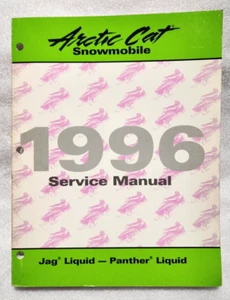 Arctic Cat
Snowmobile
1996
Service Manual
Jag® Liquid — Panther® Liquid